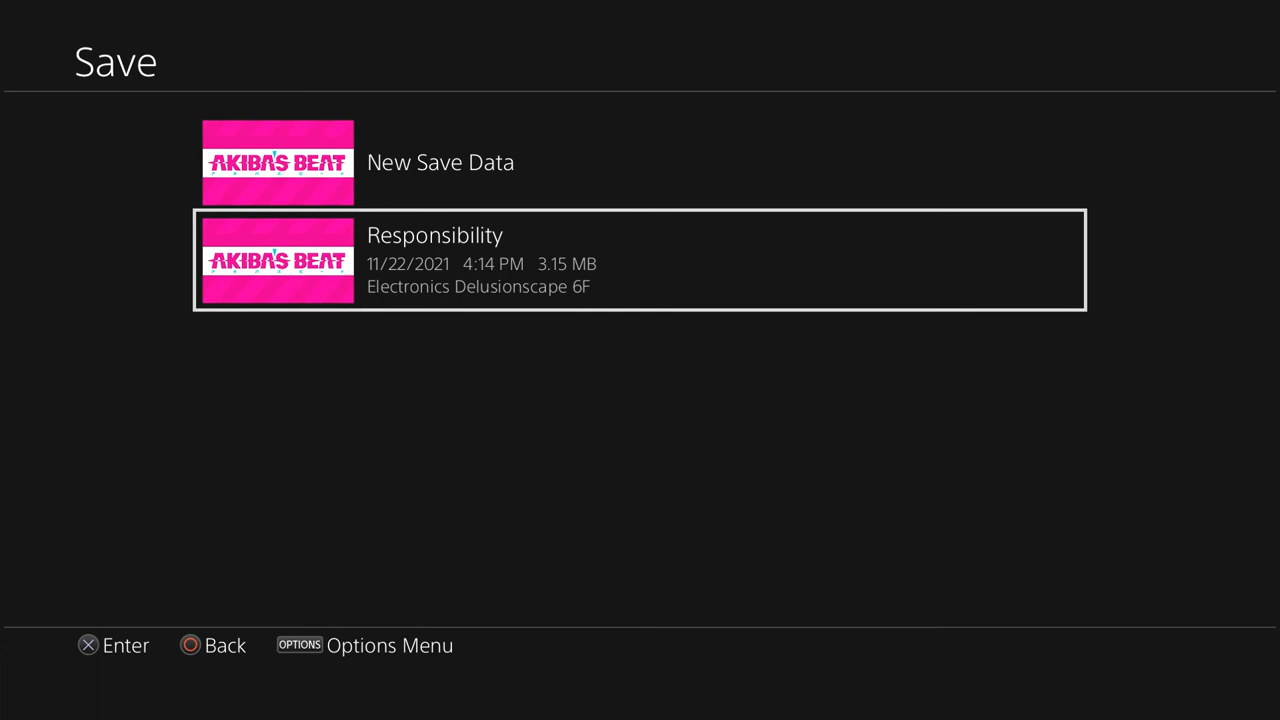 Save
AKIBA'S BEAT
New Save Data
AKIBA'S BEAT
Responsibility
11/22/2021 4:14 PM 3.15 MB
Electronics Delusionscape 6F
Enter Back OPTIONS Options Menu